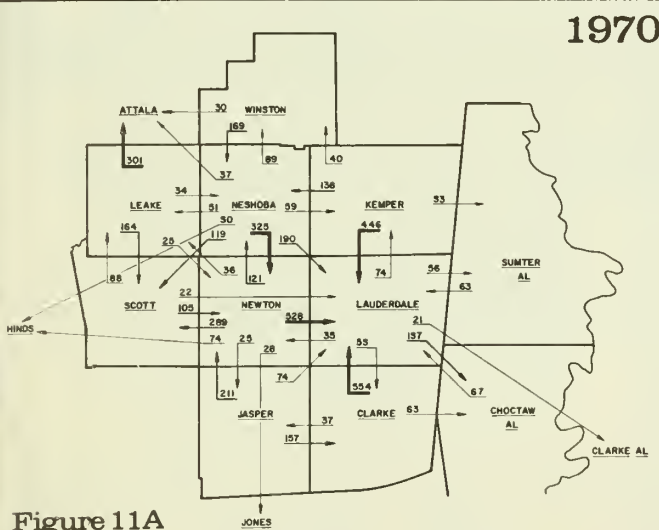 1970
ATTALA
30
WINSTON
169
301
37
89
40
LEAKE
34
51
NESHOBA
138
59
KEMPER
93
50
164
119
325
446
190
25
36
121
74
88
SUMTER
AL
56
63
SCOTT
22
NEWTON
LAUDERDALE
105
289
528
21
HINDS
74
25
28
35
55
197
74
67
211
554
JASPER
37
CLARKE
63
CHOCTAW
AL
157
CLARKE AL
Figure 11A
JONES